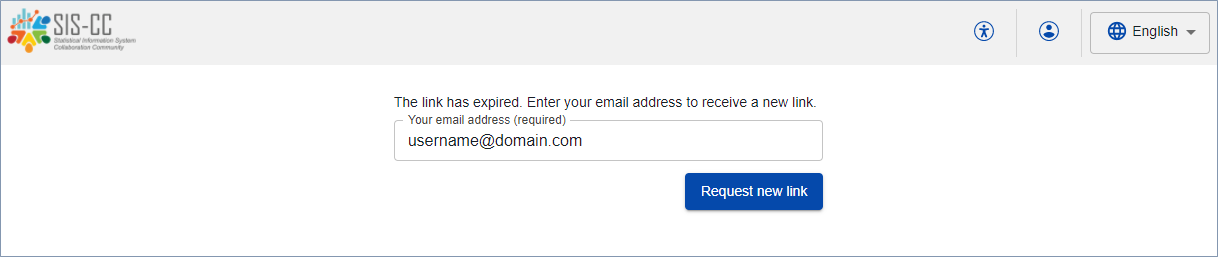 SIS-CC
Statistical Information System
Collaboration Community
English
The link has expired. Enter your email address to receive a new link.
Your email address (required)
username@domain.com
Request new link